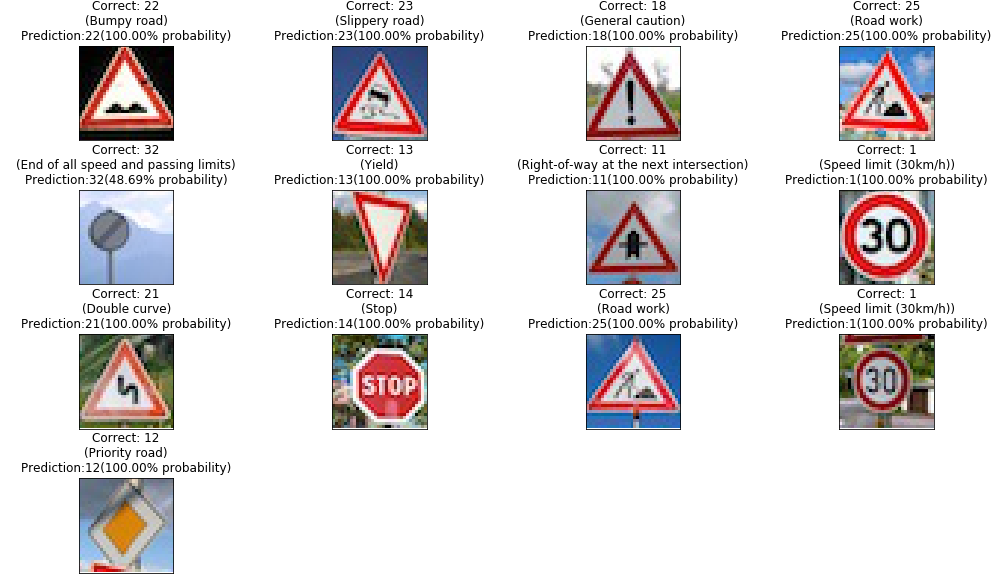 Correct: 22
(Bumpy road)
Prediction:22(100.00% probability)
Correct: 23
(Slippery road)
Prediction:23(100.00% probability)
Correct: 18
(General caution)
Prediction:18(100.00% probability)
Correct: 25
(Road work)
Prediction:25(100.00% probability)
Correct: 32
(End of all speed and passing limits)
Prediction:32(48.69% probability)
Correct: 13
(Yield)
Prediction:13(100.00% probability)
Correct: 11
(Right-of-way at the next intersection)
Prediction:11(100.00% probability)
Correct: 1
(Speed limit (30km/h))
Prediction:1(100.00% probability)
30
Correct: 21
(Double curve)
Prediction:21(100.00% probability)
Correct: 14
(Stop)
Prediction:14(100.00% probability)
STOP
Correct: 25
(Road work)
Prediction:25(100.00% probability)
Correct: 1
(Speed limit (30km/h))
Prediction:1(100.00% probability)
30
Correct: 12
(Priority road)
Prediction:12(100.00% probability)